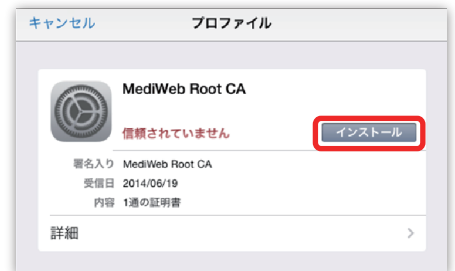 キャンセル プロファイル
MediWeb Root CA
信頼されていません インストール
署名入り MediWeb Root CA
受信日 2014/06/19
内容 1通の証明書
詳細